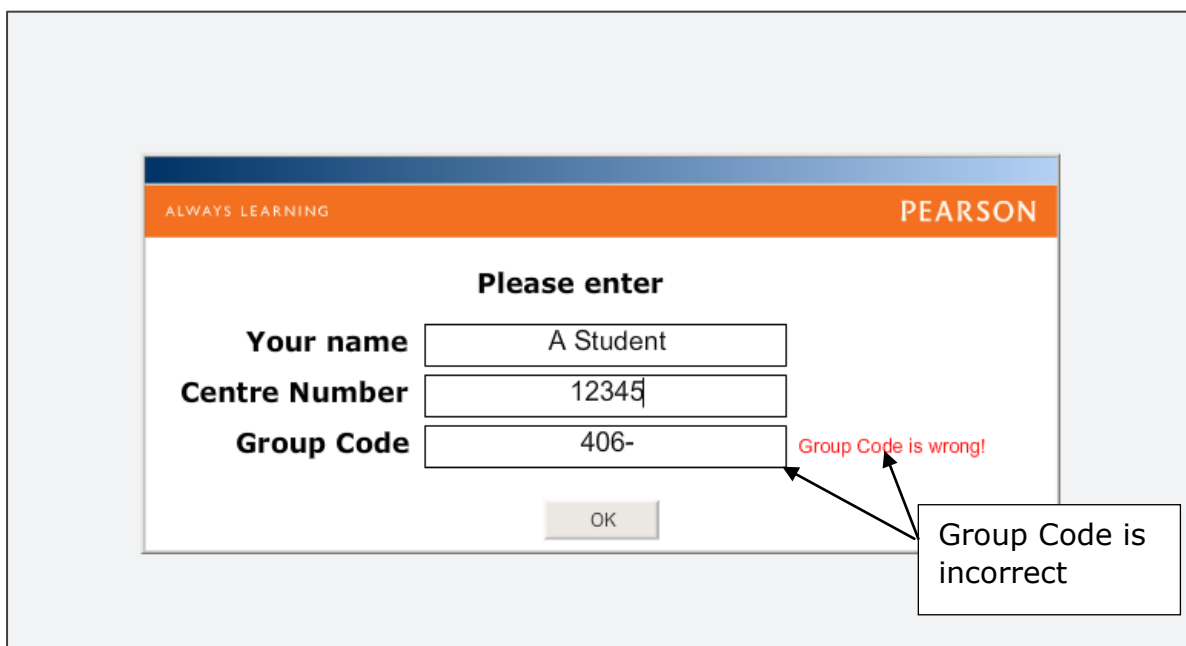 ALWAYS LEARNING PEARSON
Please enter
Your name A Student
Centre Number 12345
Group Code 406- Group Code is wrong!
OK
Group Code is
incorrect